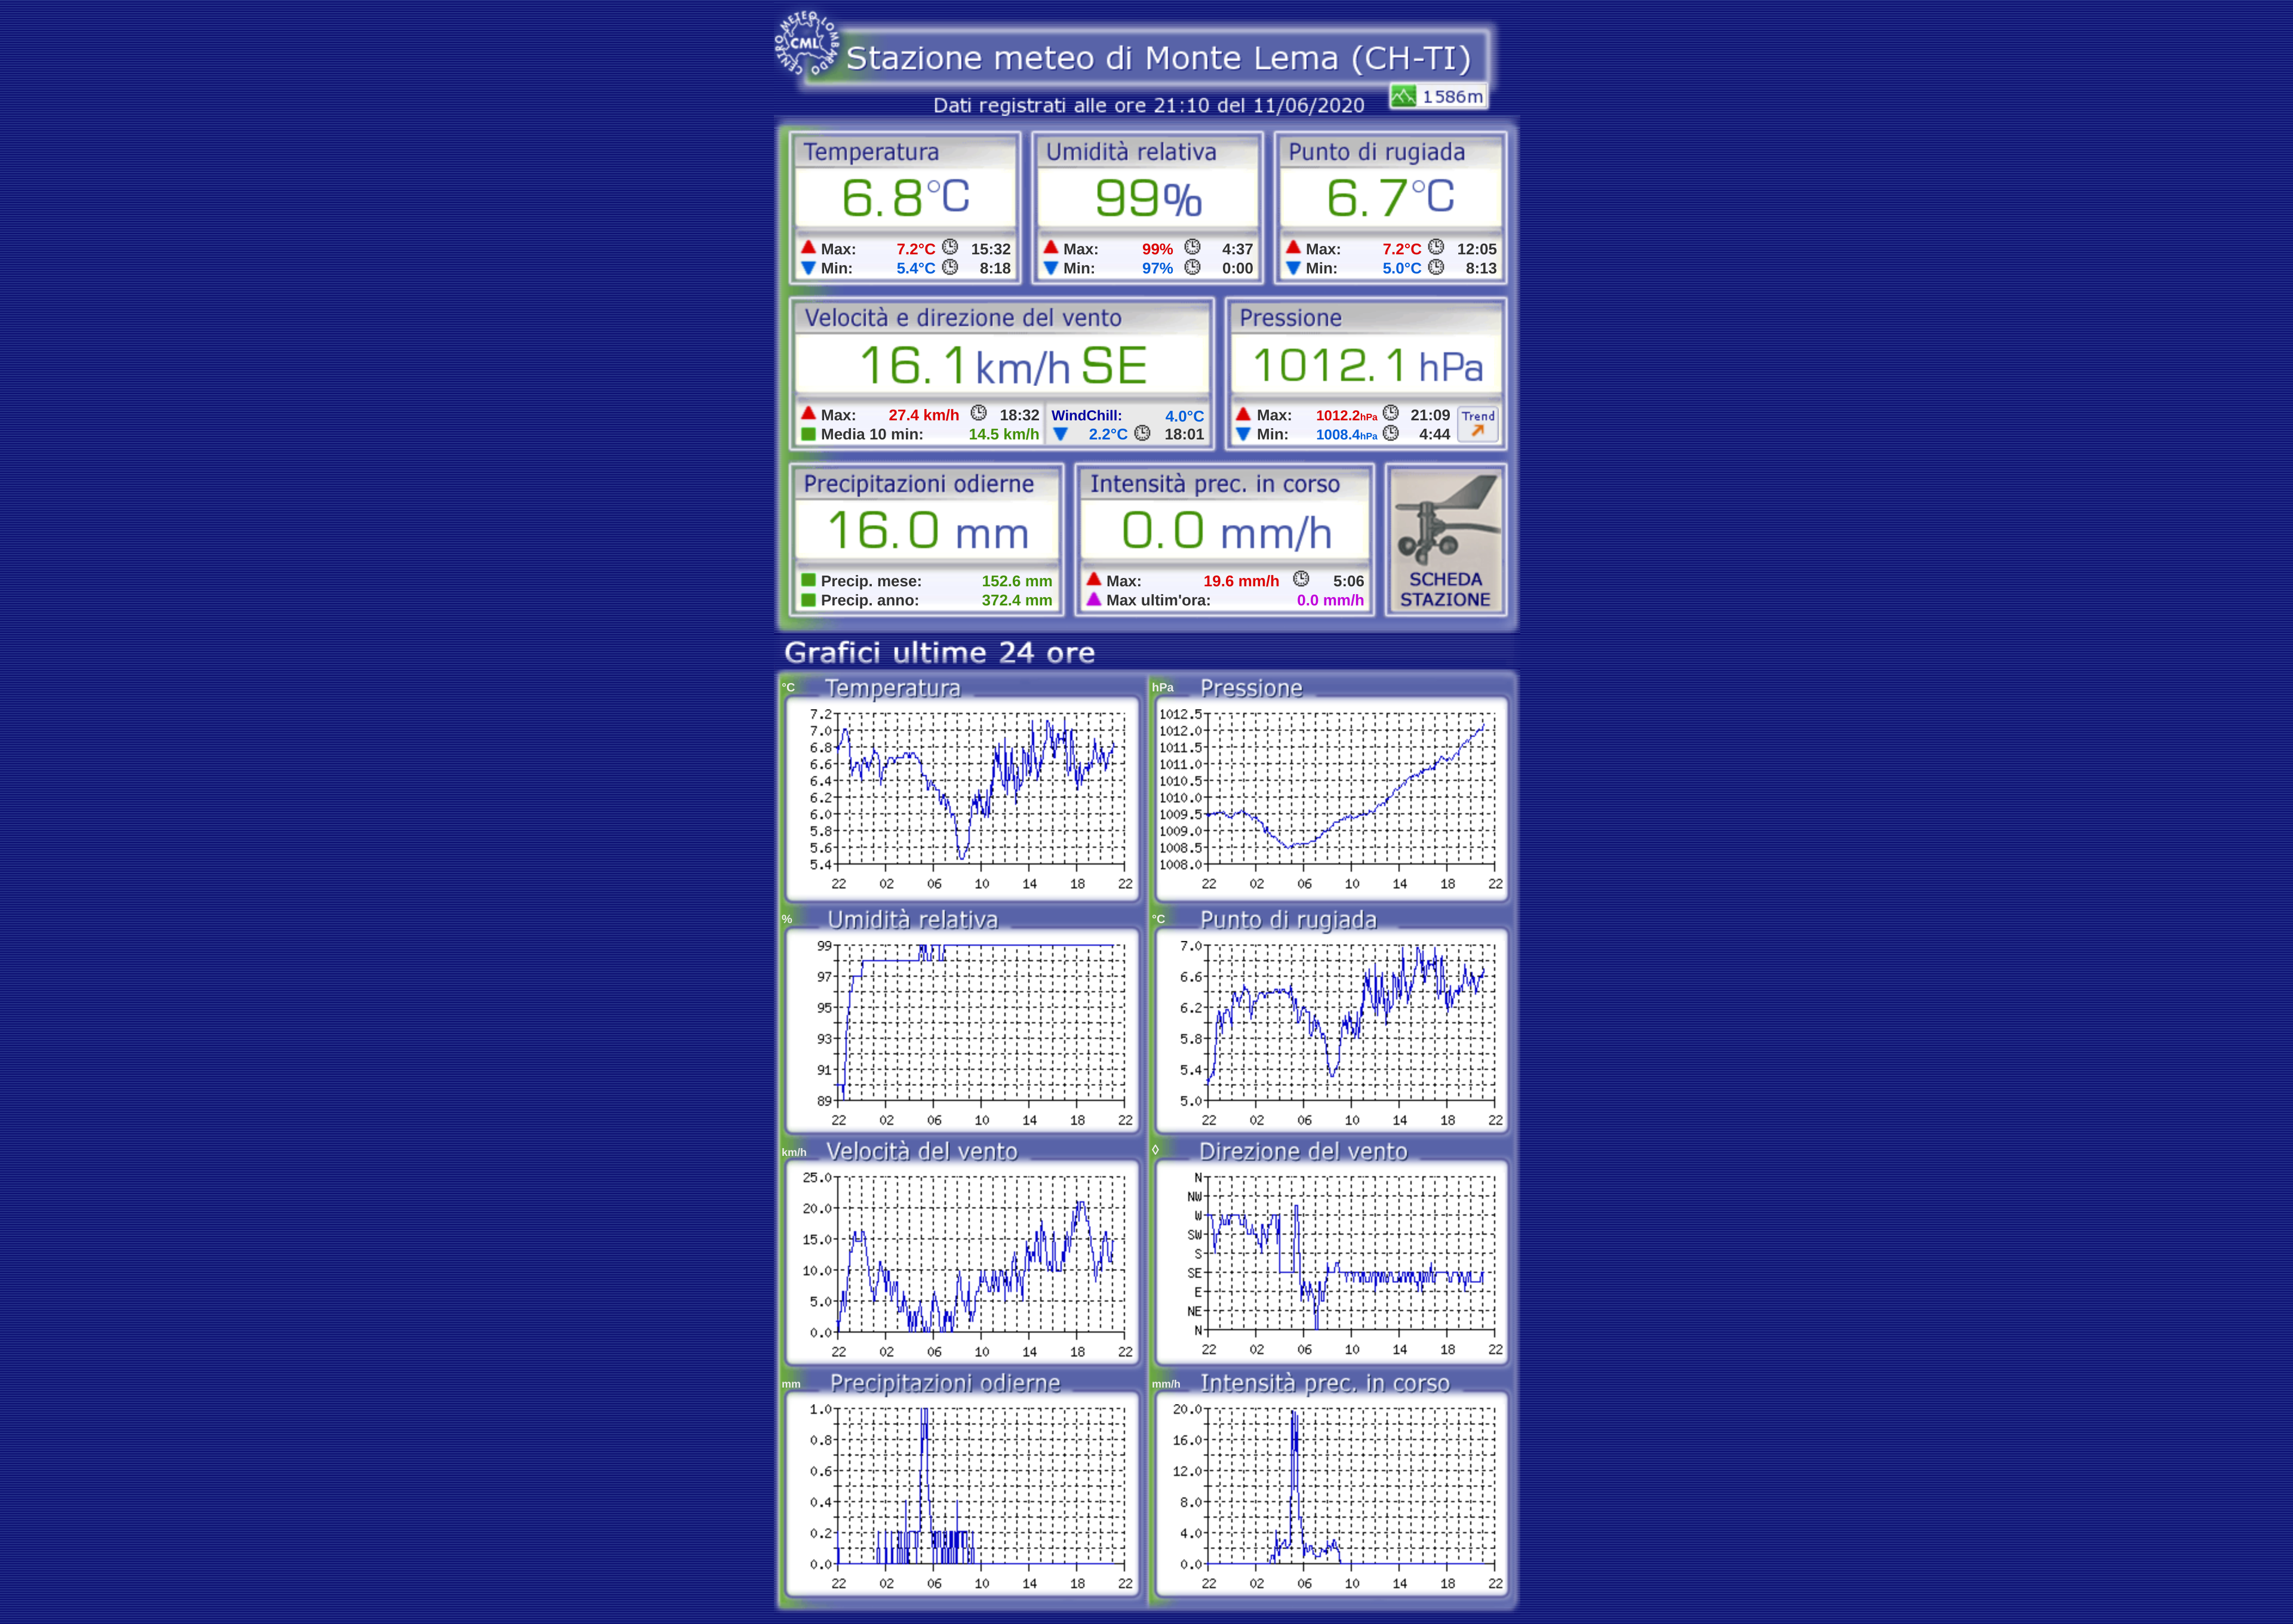 CENTRO METEO LOMBARDO
CML
Stazione meteo di Monte Lema (CH-TI)
Dati registrati alle ore 21:10 del 11/06/2020
1586m
Temperatura
6.8°C
Max: 7.2°C 15:32
Min: 5.4°C 8:18
Umidità relativa
99%
Max: 99% 4:37
Min: 97% 0:00
Punto di rugiada
6.7°C
Max: 7.2°C 12:05
Min: 5.0°C 8:13
Velocità e direzione del vento
16.1 km/h SE
Max: 27.4 km/h 18:32
Media 10 min: 14.5 km/h
WindChill: 4.0°C
2.2°C 18:01
Pressione
1012.1 hPa
Max: 1012.2hPa 21:09
Min: 1008.4hPa 4:44
Trend
Precipitazioni odierne
16.0 mm
Precip. mese: 152.6 mm
Precip. anno: 372.4 mm
Intensità prec. in corso
0.0 mm/h
Max: 19.6 mm/h 5:06
Max ultim'ora: 0.0 mm/h
SCHEDA
STAZIONE
Grafici ultime 24 ore
°C Temperatura
7.2
7.0
6.8
6.6
6.4
6.2
6.0
5.8
5.6
5.4
22 02 06 10 14 18 22
hPa Pressione
1012.5
1012.0
1011.5
1011.0
1010.5
1010.0
1009.5
1009.0
1008.5
1008.0
22 02 06 10 14 18 22
% Umidità relativa
99
97
95
93
91
89
22 02 06 10 14 18 22
°C Punto di rugiada
7.0
6.6
6.2
5.8
5.4
5.0
22 02 06 10 14 18 22
km/h Velocità del vento
25.0
20.0
15.0
10.0
5.0
0.0
22 02 06 10 14 18 22
◊ Direzione del vento
N
NW
W
SW
S
SE
E
NE
N
22 02 06 10 14 18 22
mm Precipitazioni odierne
1.0
0.8
0.6
0.4
0.2
0.0
22 02 06 10 14 18 22
mm/h Intensità prec. in corso
20.0
16.0
12.0
8.0
4.0
0.0
22 02 06 10 14 18 22